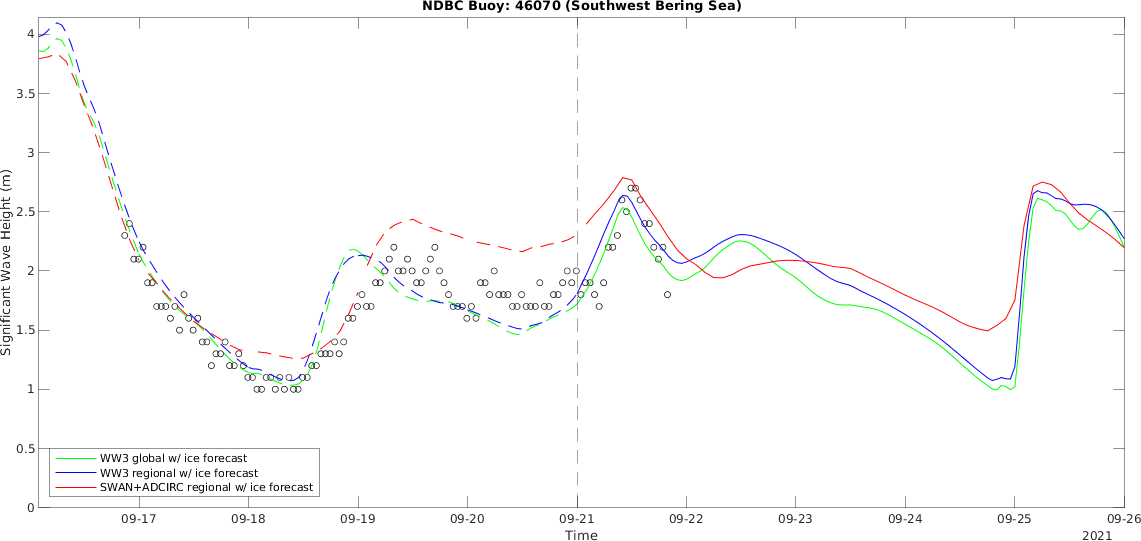 NDBC Buoy: 46070 (Southwest Bering Sea)
Significant Wave Height (m)
4
3.5
3
2.5
2
1.5
1
0.5
0
WW3 global w/ ice forecast
WW3 regional w/ ice forecast
SWAN+ADCIRC regional w/ ice forecast
09-17 09-18 09-19 09-20 09-21 09-22 09-23 09-24 09-25 09-26
Time
2021